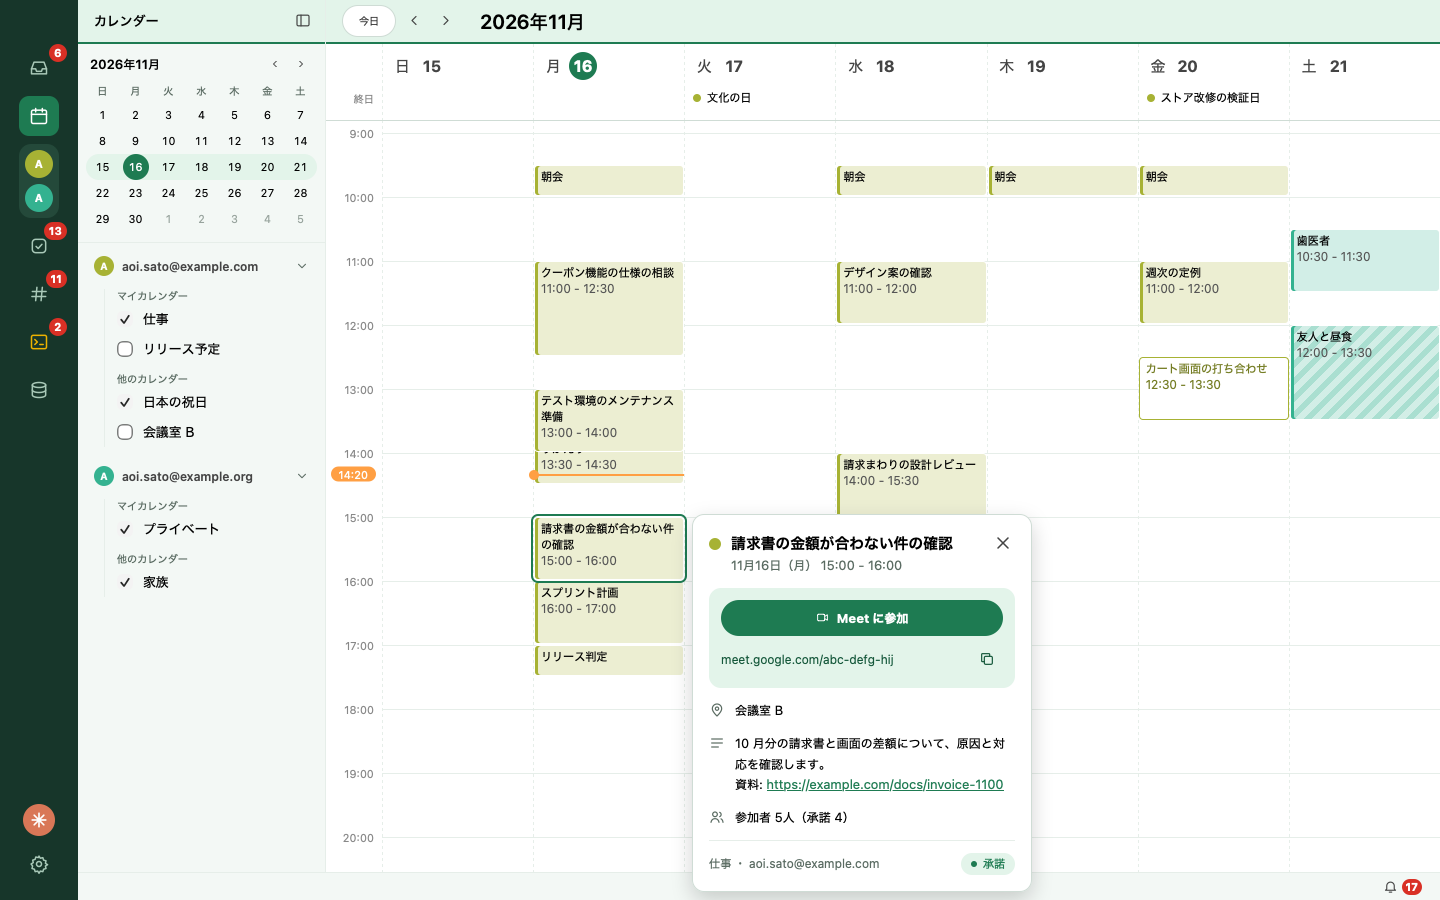 6
A
A
13
11
2
カレンダー
2026年11月
日 月 火 水 木 金 土
1 2 3 4 5 6 7
8 9 10 11 12 13 14
15 16 17 18 19 20 21
22 23 24 25 26 27 28
29 30 1 2 3 4 5
A aoi.sato@example.com
マイカレンダー
仕事
リリース予定
他のカレンダー
日本の祝日
会議室 B
A aoi.sato@example.org
マイカレンダー
プライベート
他のカレンダー
家族
今日
2026年11月
日 15
月 16
火 17
水 18
木 19
金 20
土 21
終日
文化の日
ストア改修の検証日
9:00
10:00
11:00
12:00
13:00
14:00
14:20
15:00
16:00
17:00
18:00
19:00
20:00
朝会
クーポン機能の仕様の相談
11:00 - 12:30
テスト環境のメンテナンス
準備
13:00 - 14:00
13:30 - 14:30
請求書の金額が合わない件
の確認
15:00 - 16:00
スプリント計画
16:00 - 17:00
リリース判定
朝会
デザイン案の確認
11:00 - 12:00
請求まわりの設計レビュー
14:00 - 15:30
朝会
朝会
週次の定例
11:00 - 12:00
カート画面の打ち合わせ
12:30 - 13:30
歯医者
10:30 - 11:30
友人と昼食
12:00 - 13:30
請求書の金額が合わない件の確認
11月16日（月） 15:00 - 16:00
Meet に参加
meet.google.com/abc-defg-hij
会議室 B
10 月分の請求書と画面の差額について、原因と対
応を確認します。
資料: https://example.com/docs/invoice-1100
参加者 5人（承諾 4）
仕事 ・ aoi.sato@example.com
承諾
17